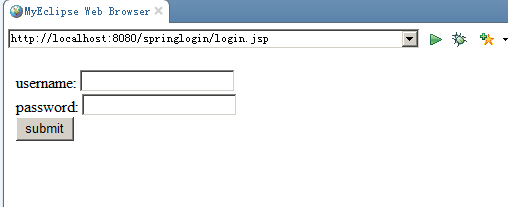 MyEclipse Web Browser
http://localhost:8080/springlogin/login.jsp
username:
password:
submit